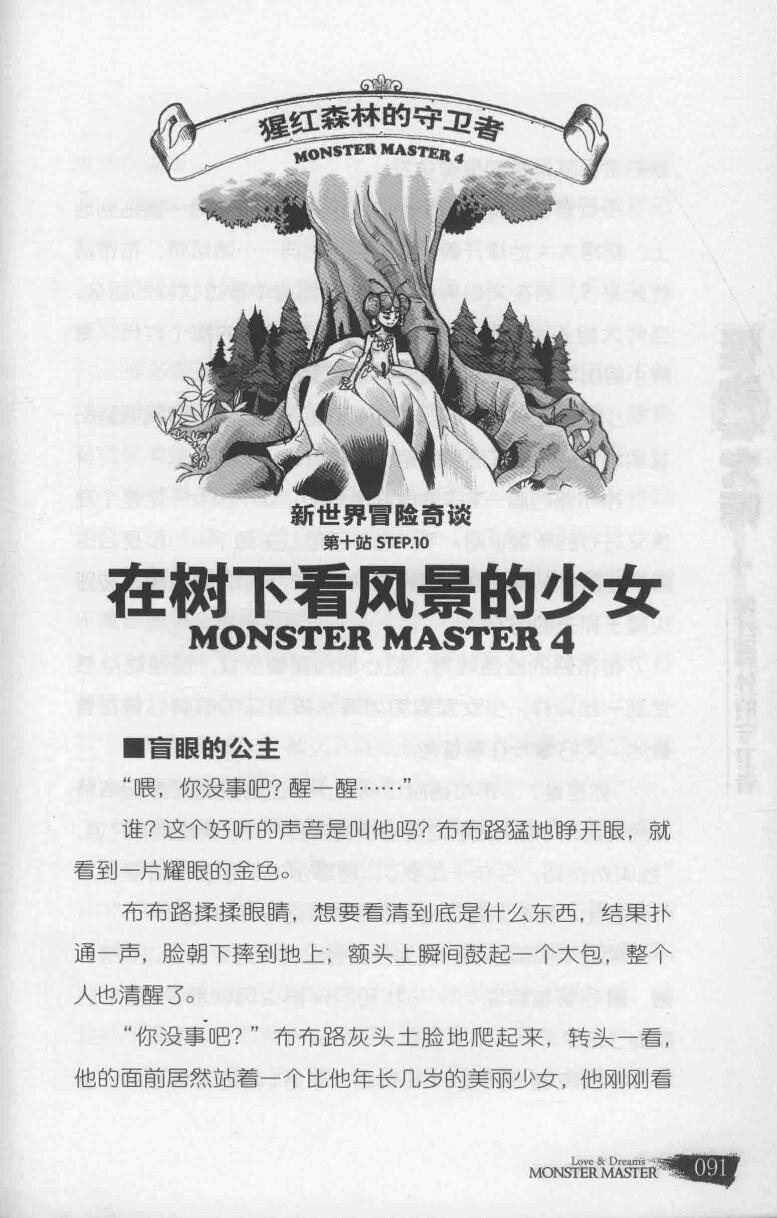 猩红森林的守卫者
MONSTER MASTER 4
新世界冒险奇谈
第十站 STEP.10
在树下看风景的少女
MONSTER MASTER 4
■盲眼的公主
“喂，你没事吧？醒一醒……”
谁？这个好听的声音是叫他吗？布布路猛地睁开眼，就
看到一片耀眼的金色。
布布路揉揉眼睛，想要看清到底是什么东西，结果扑
通一声，脸朝下摔到地上；额头上瞬间鼓起一个大包，整个
人也清醒了。
“你没事吧？”布布路灰头土脸地爬起来，转头一看，
他的面前居然站着一个比他年长几岁的美丽少女，他刚刚看
Love & Dreams
MONSTER MASTER
091